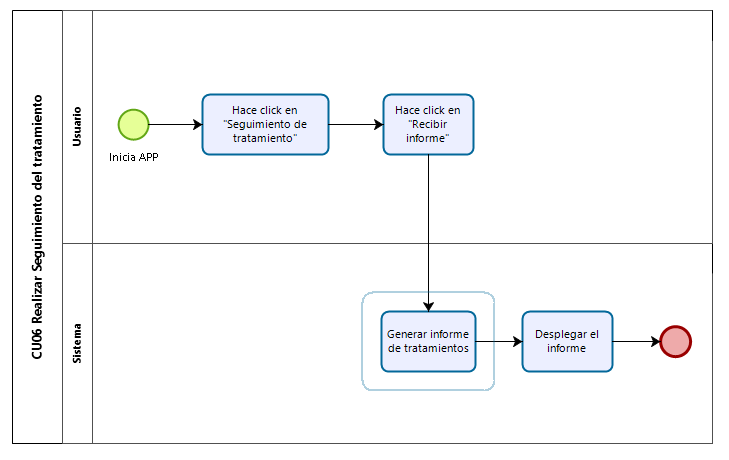 CU06 Realizar Seguimiento del tratamiento
Usuario
Inicia APP
Hace click en
"Seguimiento de
tratamiento"
Hace click en
"Recibir
informe"
Sistema
Generar informe
de tratamientos
Desplegar el
informe